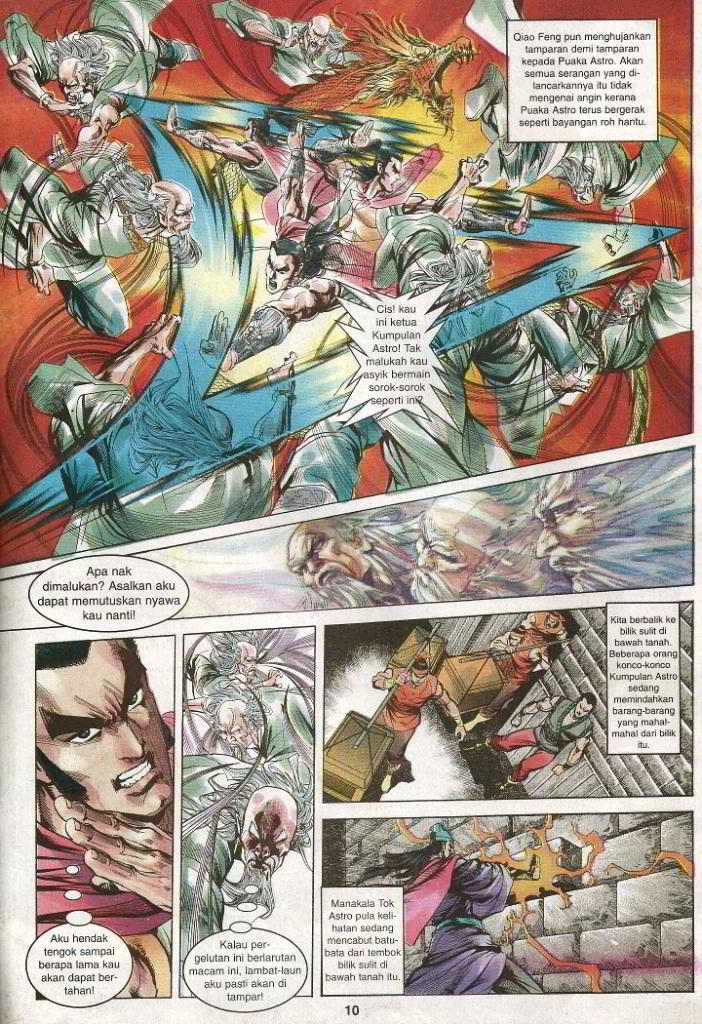 Qiao Feng pun menghujankan
tamparan demi tamparan
kepada Puaka Astro. Akan
semua serangan yang di-
lancarkannya itu tidak
mengenai angin kerana
Puaka Astro terus bergerak
seperti bayangan roh hantu.
Cis! kau
ini ketua
Kumpulan
Astro! Tak
malukah kau
asyik bermain
sorok-sorok
seperti ini?
Apa nak
dimalukan? Asalkan aku
dapat memutuskan nyawa
kau nanti!
Kita berbalik ke
bilik sulit di
bawah tanah.
Beberapa orang
konco-konco
Kumpulan Astro
sedang
memindahkan
barang-barang
yang mahal-
mahal dari bilik
itu.
Aku hendak
tengok sampai
berapa lama kau
akan dapat ber-
tahan!
Kalau per-
gelutan ini berlarutan
macam ini, lambat-laun
aku pasti akan di
tampar!
Manakala Tok
Astro pula keli-
hatan sedang
mencabut batu-
bata dari tembok
bilik sulit di
bawah tanah itu.
10